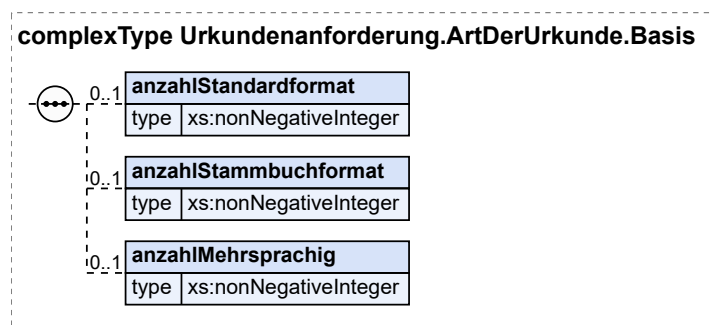 complexType Urkundenanforderung.ArtDerUrkunde.Basis
0..1 anzahlStandardformat
type xs:nonNegativeInteger
0..1 anzahlStammbuchformat
type xs:nonNegativeInteger
0..1 anzahlMehrsprachig
type xs:nonNegativeInteger